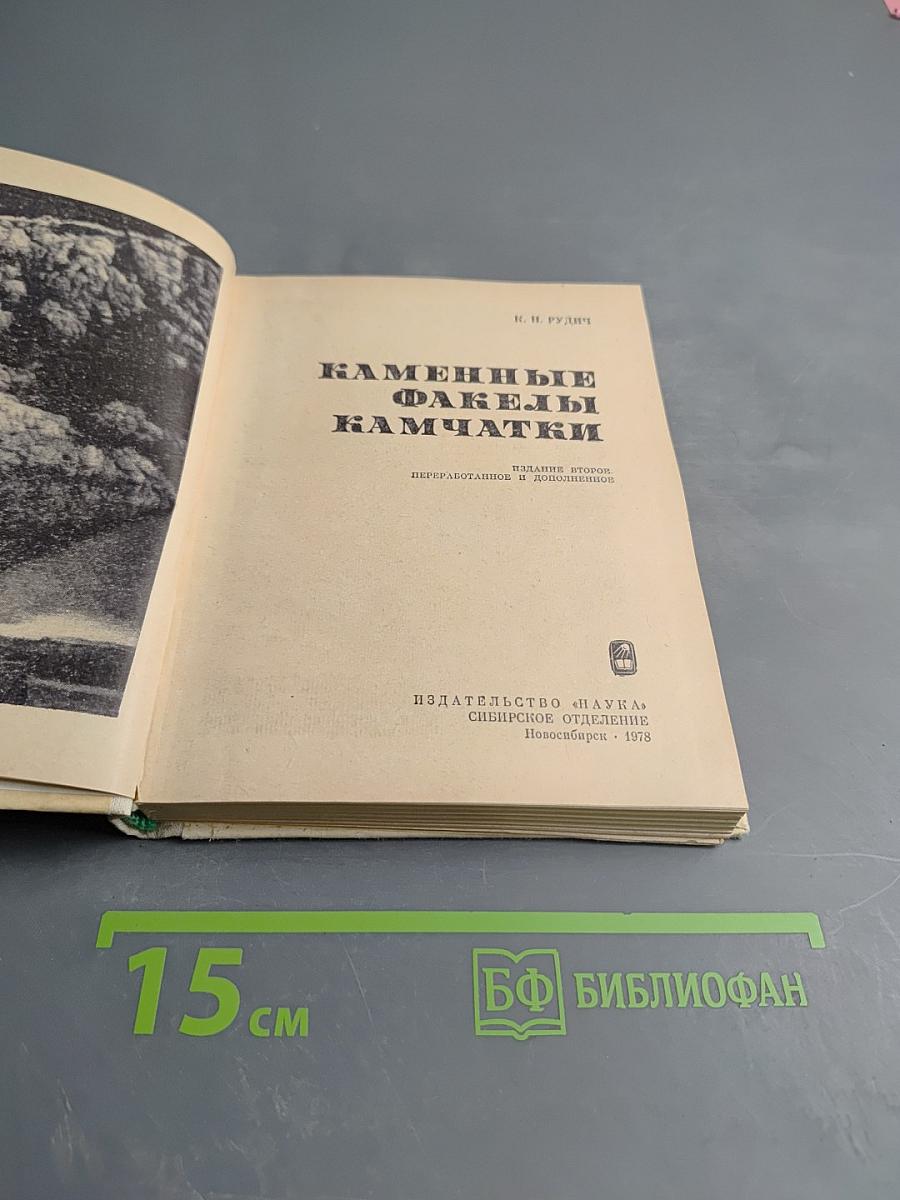 К. Н. РУДИЧ
КАМЕННЫЕ
ФАКЕЛЫ
КАМЧАТКИ
ИЗДАНИЕ ВТОРОЕ,
ПЕРЕРАБОТАННОЕ И ДОПОЛНЕННОЕ
ИЗДАТЕЛЬСТВО «НАУКА»
СИБИРСКОЕ ОТДЕЛЕНИЕ
Новосибирск · 1978
15 см
БФ БИБЛИОФАН